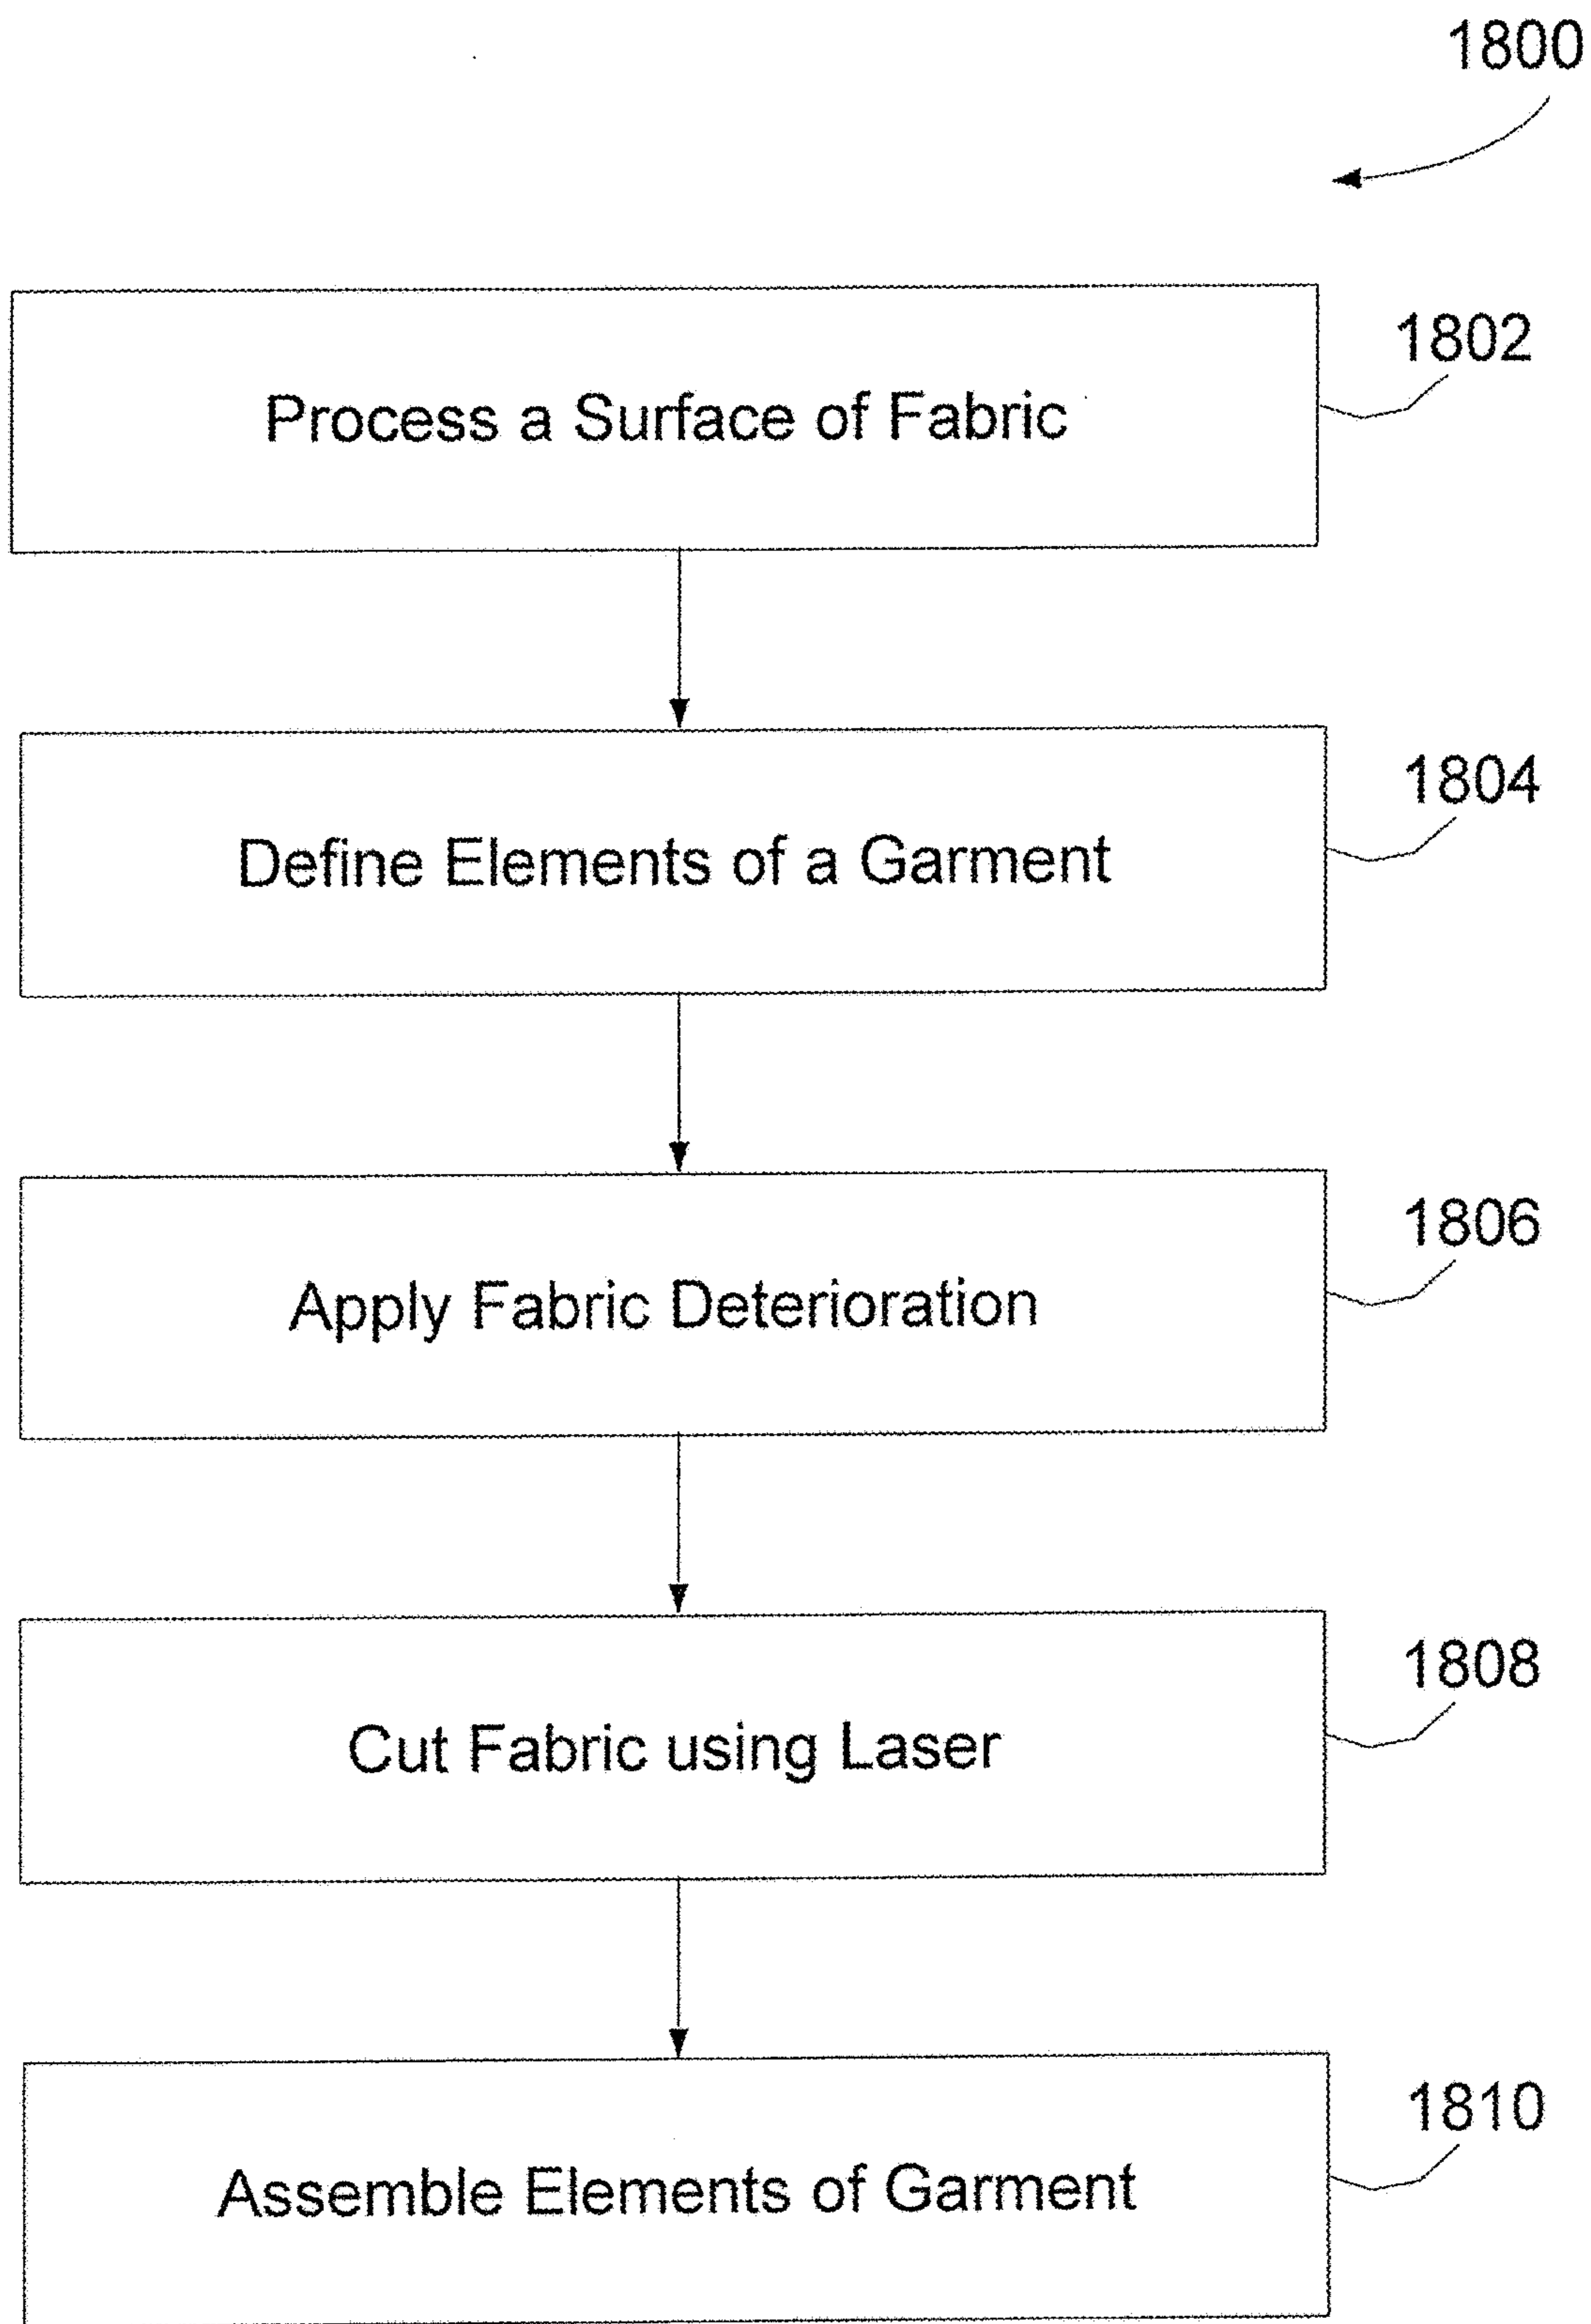 1800
Process a Surface of Fabric
1802
Define Elements of a Garment
1804
Apply Fabric Deterioration
1806
Cut Fabric using Laser
1808
Assemble Elements of Garment
1810